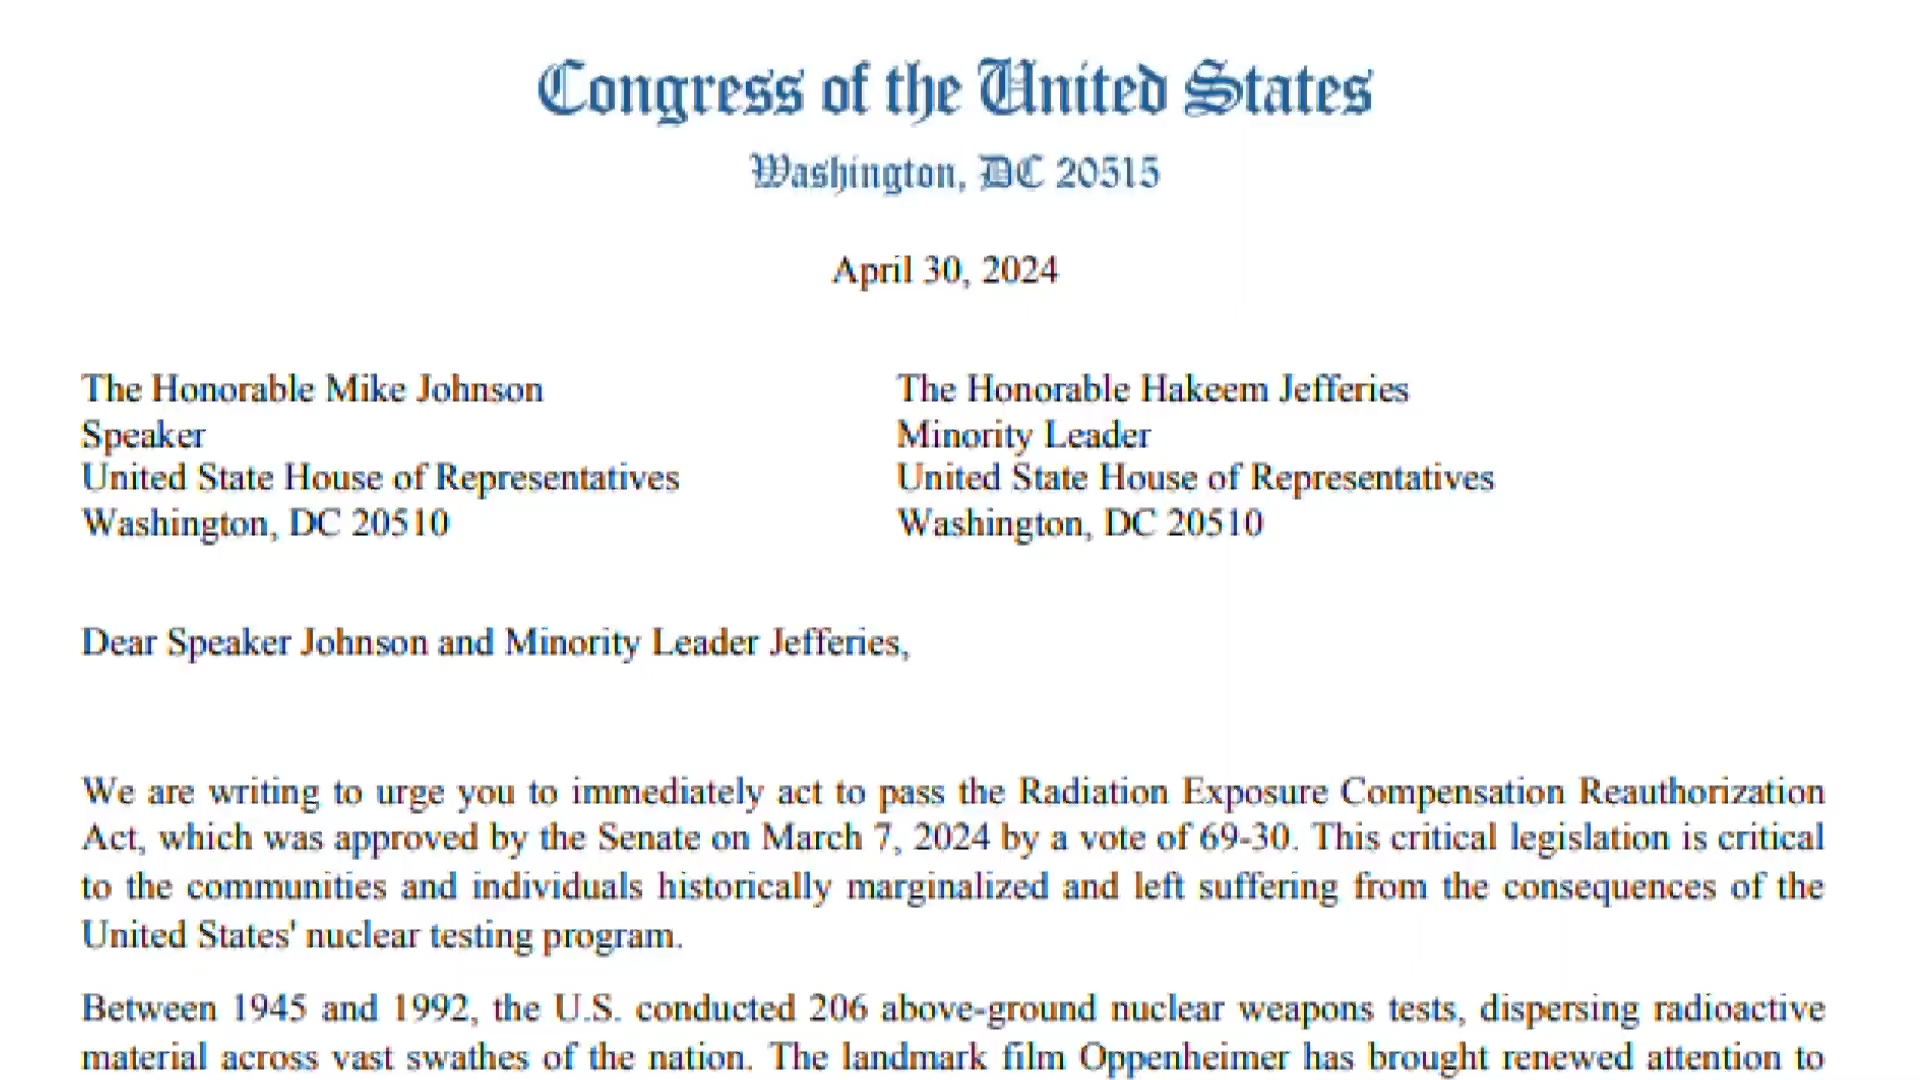 Congress of the United States
Washington, DC 20515
April 30, 2024
The Honorable Mike Johnson
Speaker
United State House of Representatives
Washington, DC 20510
The Honorable Hakeem Jefferies
Minority Leader
United State House of Representatives
Washington, DC 20510
Dear Speaker Johnson and Minority Leader Jefferies,
We are writing to urge you to immediately act to pass the Radiation Exposure Compensation Reauthorization
Act, which was approved by the Senate on March 7, 2024 by a vote of 69-30. This critical legislation is critical
to the communities and individuals historically marginalized and left suffering from the consequences of the
United States' nuclear testing program.
Between 1945 and 1992, the U.S. conducted 206 above-ground nuclear weapons tests, dispersing radioactive
material across vast swathes of the nation. The landmark film Oppenheimer has brought renewed attention to